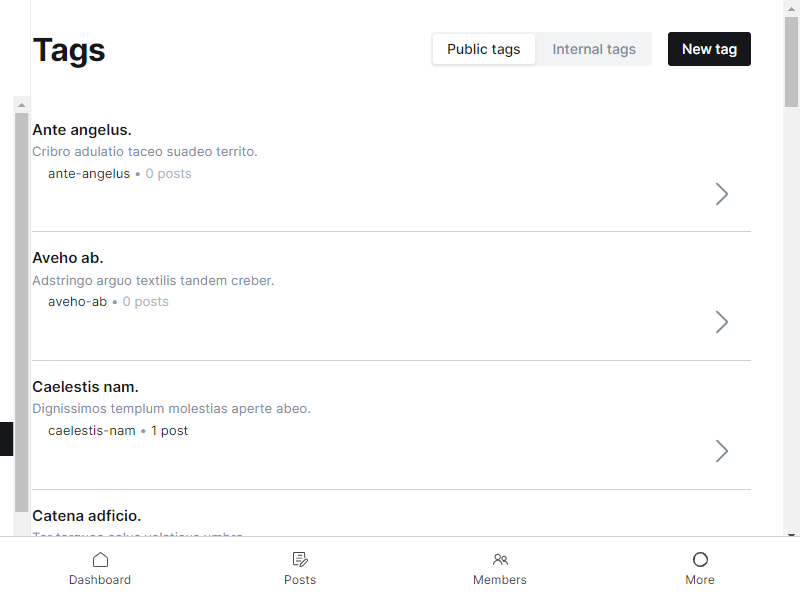 Tags
Public tags
Internal tags
New tag
Ante angelus.
Cribro adulatio taceo suadeo territo.
ante-angelus • 0 posts
Aveho ab.
Adstringo arguo textilis tandem creber.
aveho-ab • 0 posts
Caelestis nam.
Dignissimos templum molestias aperte abeo.
caelestis-nam • 1 post
Catena adficio.
Dashboard
Posts
Members
More